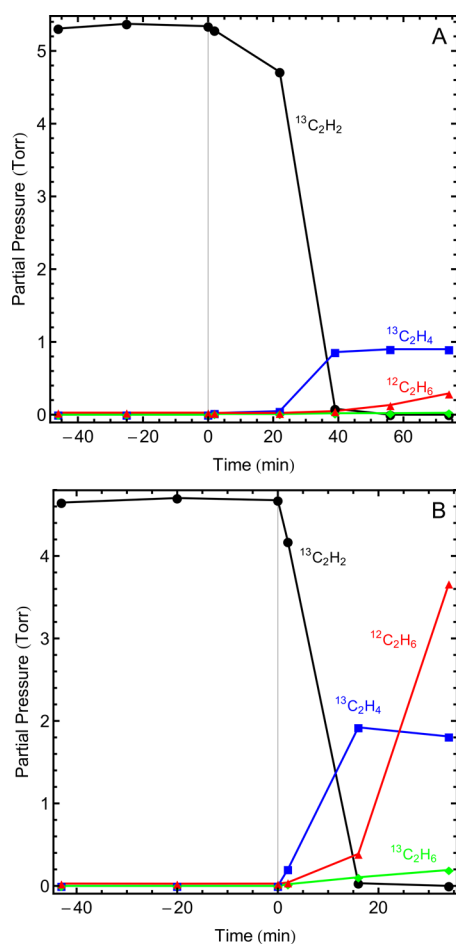 A
5
4
3
2
1
0
Partial Pressure (Torr)
¹³C₂H₂
¹³C₂H₄
¹²C₂H₆
−40 −20 0 20 40 60
Time (min)
B
4
3
2
1
0
Partial Pressure (Torr)
¹³C₂H₂
¹²C₂H₆
¹³C₂H₄
¹³C₂H₆
−40 −20 0 20
Time (min)